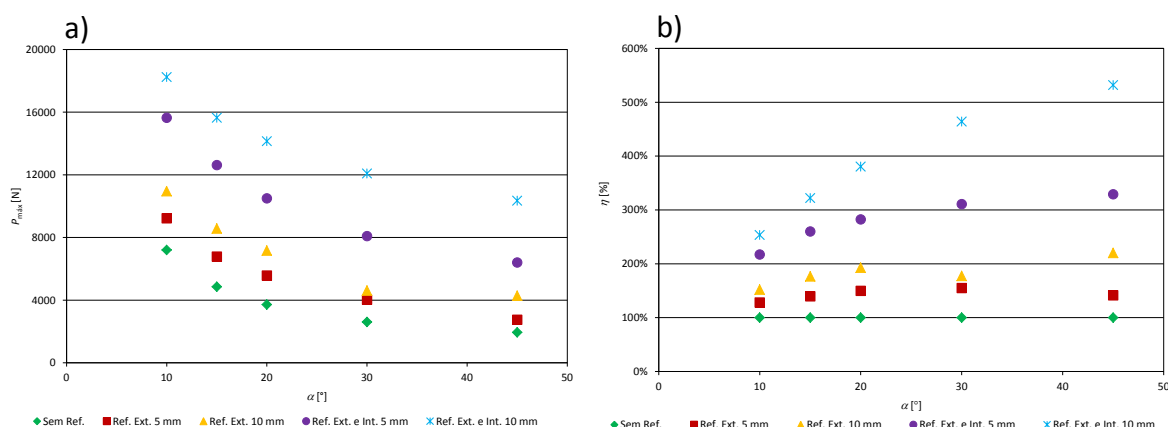 a)
20000
16000
12000
8000
4000
0
P máx [N]
0 10 20 30 40 50
α [°]
Sem Ref. Ref. Ext. 5 mm Ref. Ext. 10 mm Ref. Ext. e Int. 5 mm Ref. Ext. e Int. 10 mm
b)
600%
500%
400%
300%
200%
100%
0%
η [%]
0 10 20 30 40 50
α [°]
Sem Ref. Ref. Ext. 5 mm Ref. Ext. 10 mm Ref. Ext. e Int. 5 mm Ref. Ext. e Int. 10 mm